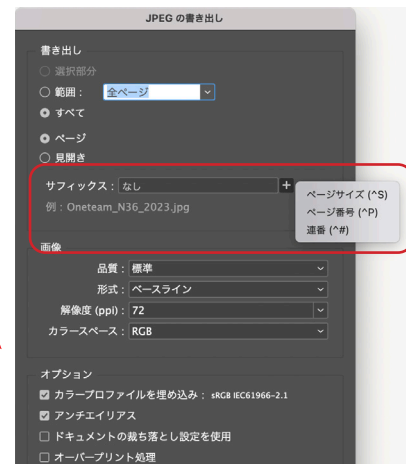 JPEG の書き出し
書き出し
選択部分
範囲： 全ページ
すべて
ページ
見開き
サフィックス： なし +
例：Oneteam_N36_2023.jpg
ページサイズ (^S)
ページ番号 (^P)
連番 (^#)
画像
品質： 標準
形式： ベースライン
解像度 (ppi)： 72
カラースペース： RGB
オプション
カラープロファイルを埋め込み： sRGB IEC61966-2.1
アンチエイリアス
ドキュメントの裁ち落とし設定を使用
オーバープリント処理